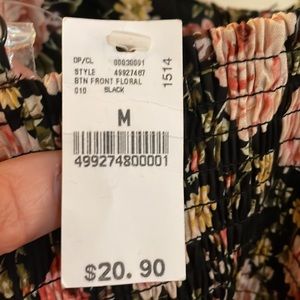 DP/CL 00030091
STYLE 49927487
BTN FRONT FLORAL
010 BLACK
1514
M
499274800001
$20.90